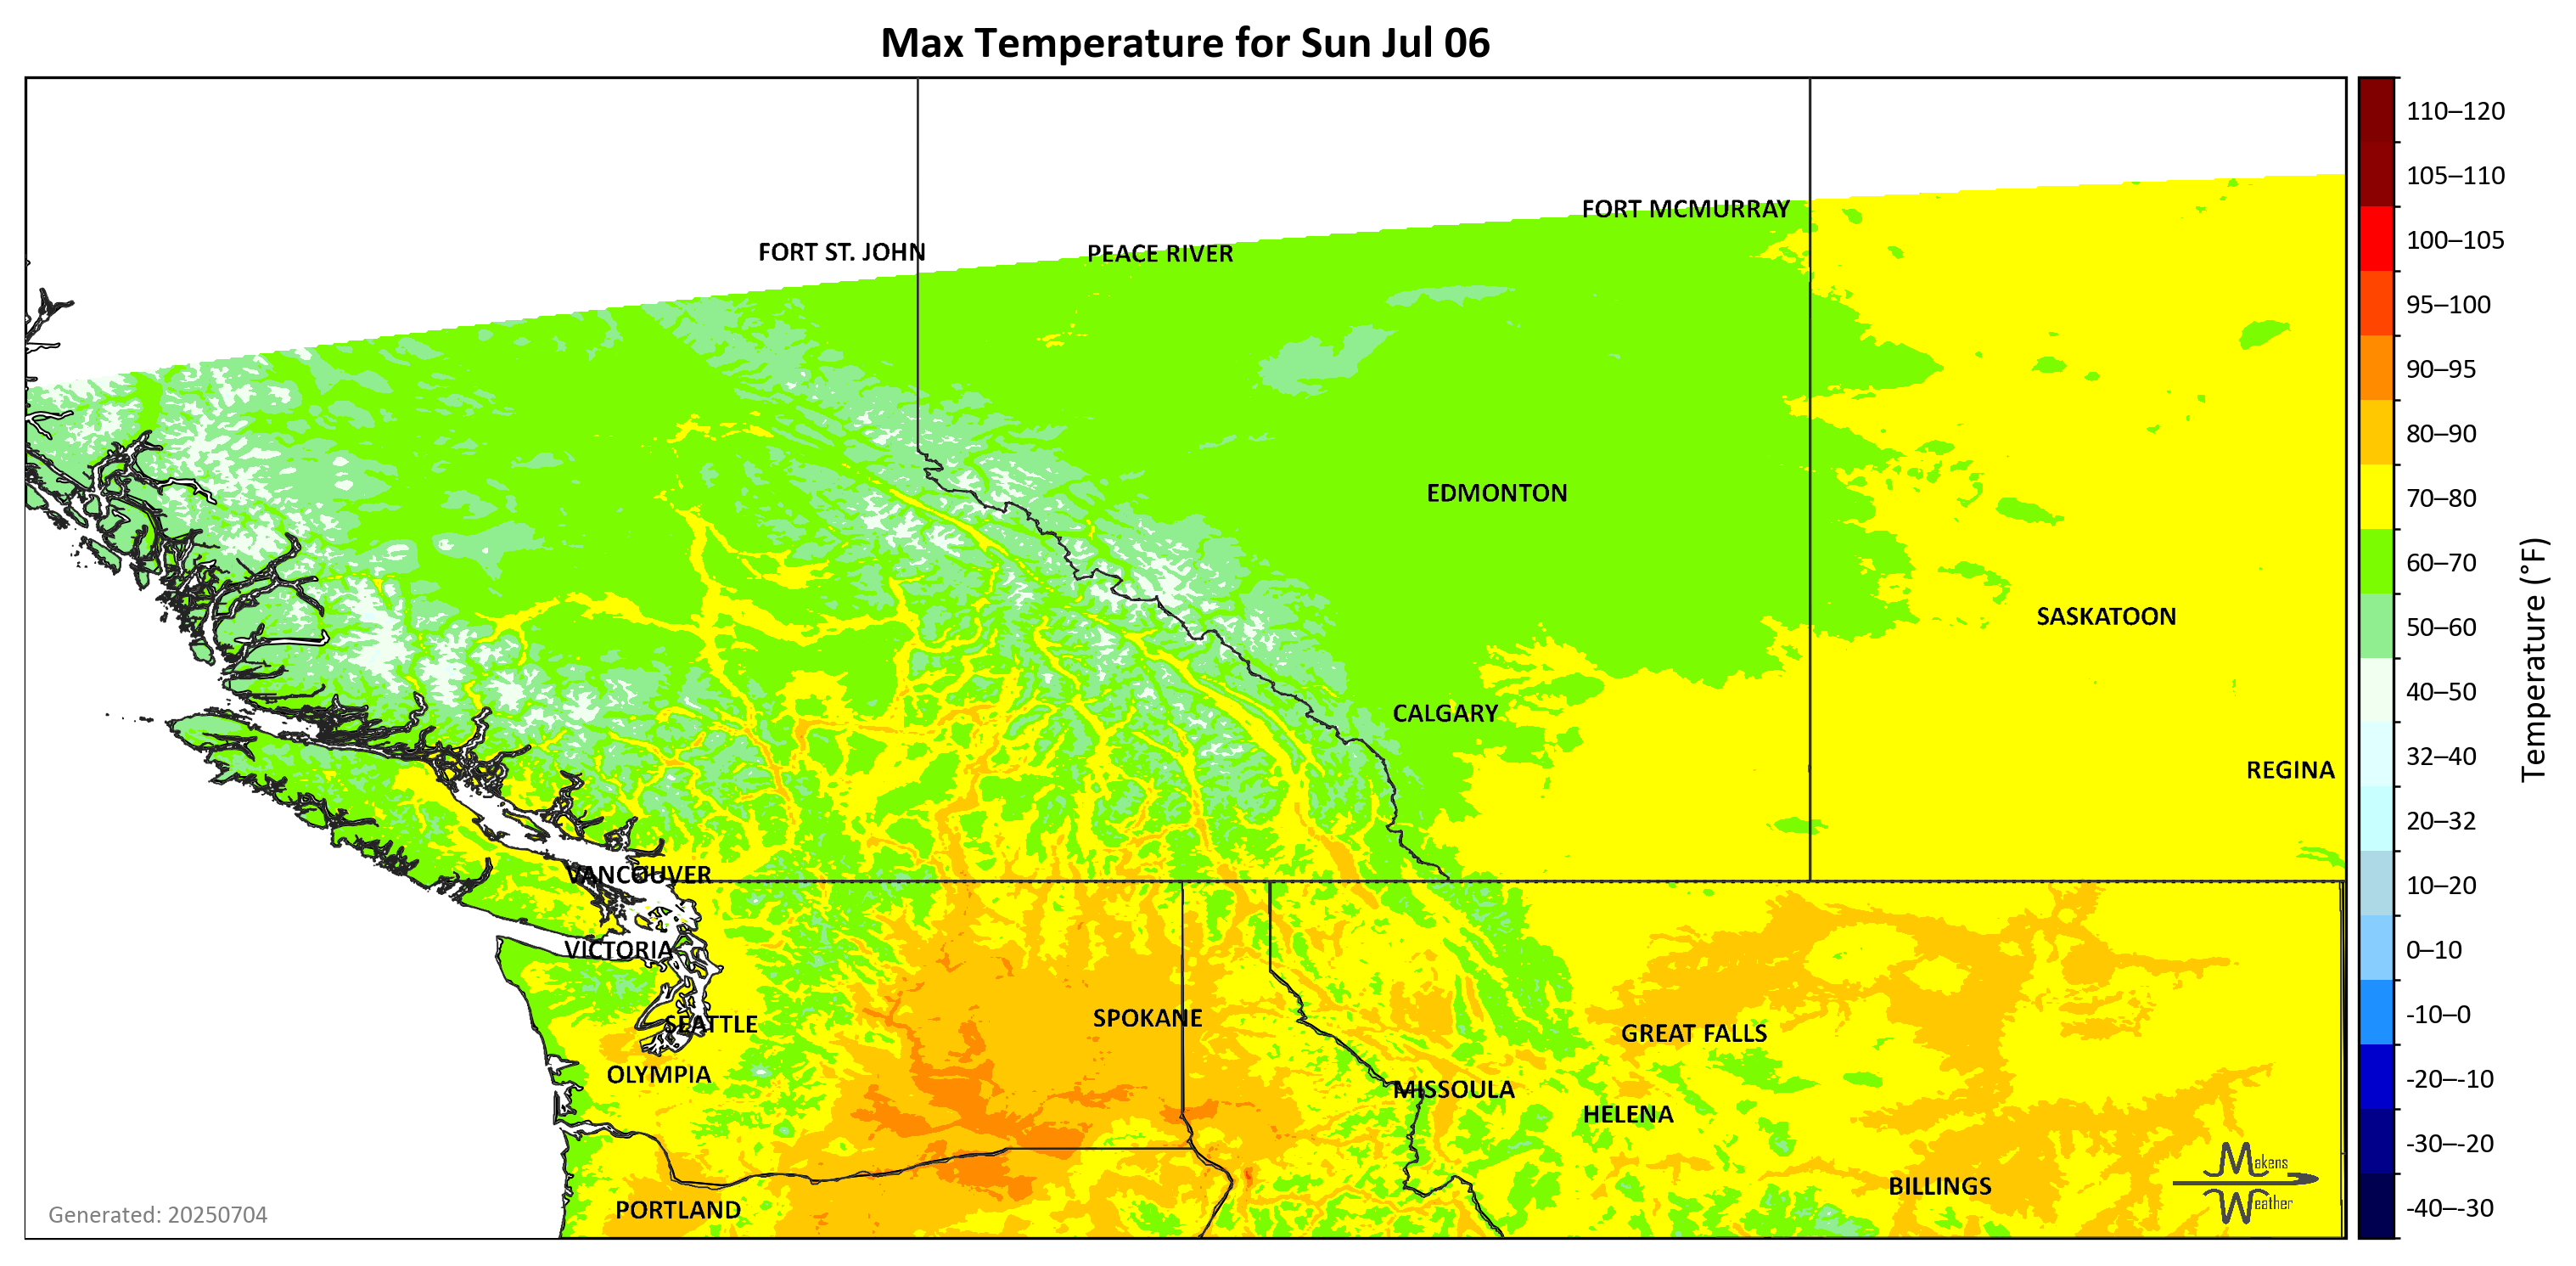 Max Temperature for Sun Jul 06
FORT MCMURRAY
FORT ST. JOHN
PEACE RIVER
EDMONTON
SASKATOON
CALGARY
REGINA
VANCOUVER
VICTORIA
SEATTLE
SPOKANE
GREAT FALLS
OLYMPIA
MISSOULA
HELENA
PORTLAND
BILLINGS
Generated: 20250704
Makens
Weather
110–120
105–110
100–105
95–100
90–95
80–90
70–80
60–70
50–60
40–50
32–40
20–32
10–20
0–10
-10–0
-20–-10
-30–-20
-40–-30
Temperature (°F)